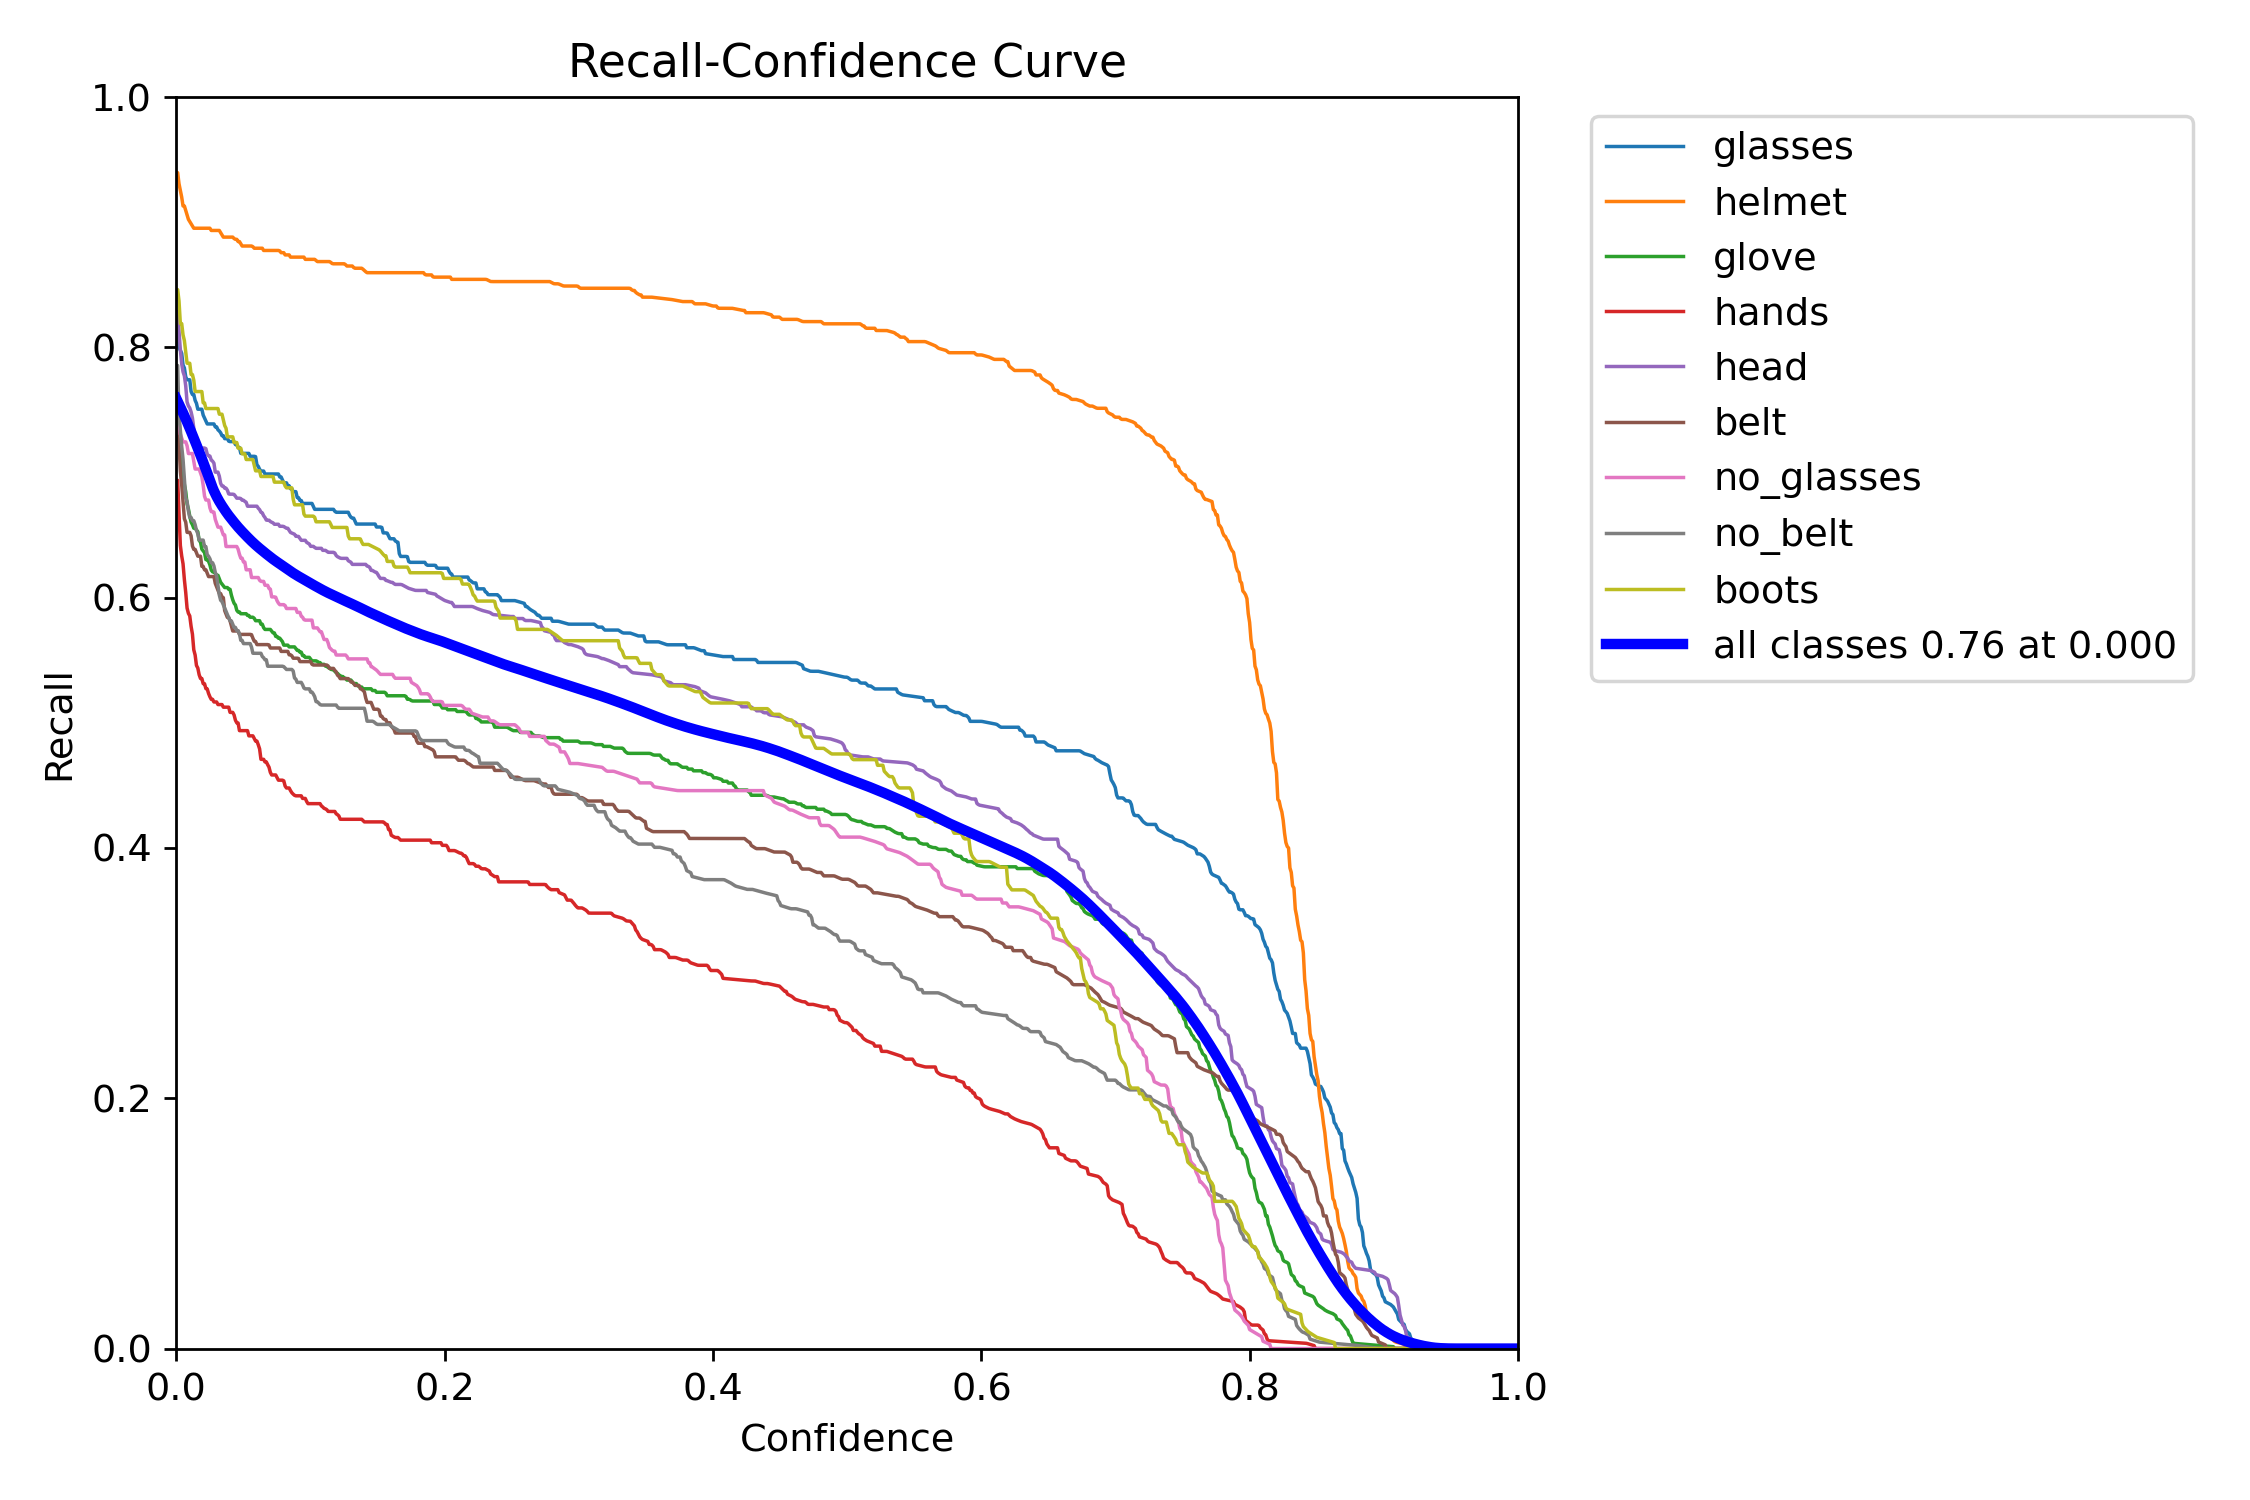 Recall-Confidence Curve
1.0
0.8
0.6
0.4
0.2
0.0
Recall
0.0 0.2 0.4 0.6 0.8 1.0
Confidence
glasses
helmet
glove
hands
head
belt
no_glasses
no_belt
boots
all classes 0.76 at 0.000